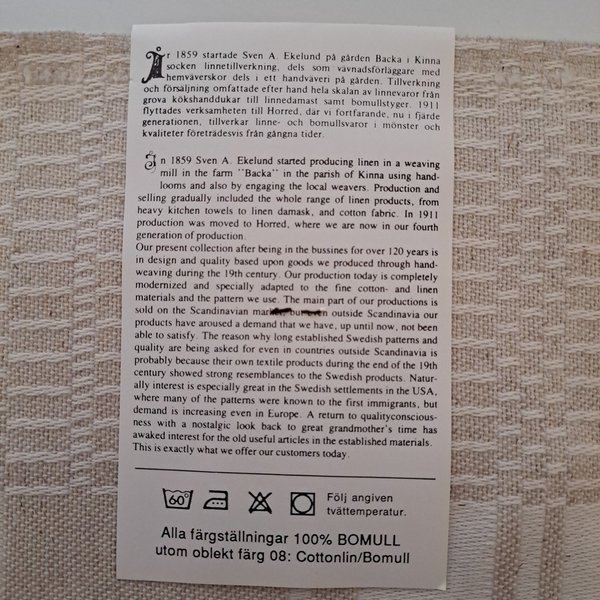 År 1859 startade Sven A. Ekelund på gården Backa i Kinna
socken linnetillverkning, dels som vävnadsförläggare med
hemväverskor dels i ett handväveri på gården. Tillverkning
och försäljning omfattade efter hand hela skalan av linnevaror från
grova kökshanddukar till linnedamast samt bomullstyger. 1911
flyttades verksamheten till Horred, där vi fortfarande, nu i fjärde
generationen, tillverkar linne- och bomullsvaror i mönster och
kvaliteter företrädesvis från gångna tider.
In 1859 Sven A. Ekelund started producing linen in a weaving
mill in the farm "Backa" in the parish of Kinna using hand-
looms and also by engaging the local weavers. Production and
selling gradually included the whole range of linen products, from
heavy kitchen towels to linen damask, and cotton fabric. In 1911
production was moved to Horred, where we are now in our fourth
generation of production.
Our present collection after being in the bussines for over 120 years is
in design and quality based upon goods we produced through hand-
weaving during the 19th century. Our production today is completely
modernized and specially adapted to the fine cotton- and linen
materials and the pattern we use. The main part of our productions is
sold on the Scandinavian market, but even outside Scandinavia our
products have aroused a demand that we have, up until now, not been
able to satisfy. The reason why long established Swedish patterns and
quality are being asked for even in countries outside Scandinavia is
probably because their own textile products during the end of the 19th
century showed strong resemblances to the Swedish products. Natur-
ally interest is especially great in the Swedish settlements in the USA,
where many of the patterns were known to the first immigrants, but
demand is increasing even in Europe. A return to qualityconscious-
ness with a nostalgic look back to great grandmother's time has
awaked interest for the old useful articles in the established materials.
This is exactly what we offer our customers today.
60° Följ angiven
tvättemperatur.
Alla färgställningar 100% BOMULL
utom oblekt färg 08: Cottonlin/Bomull